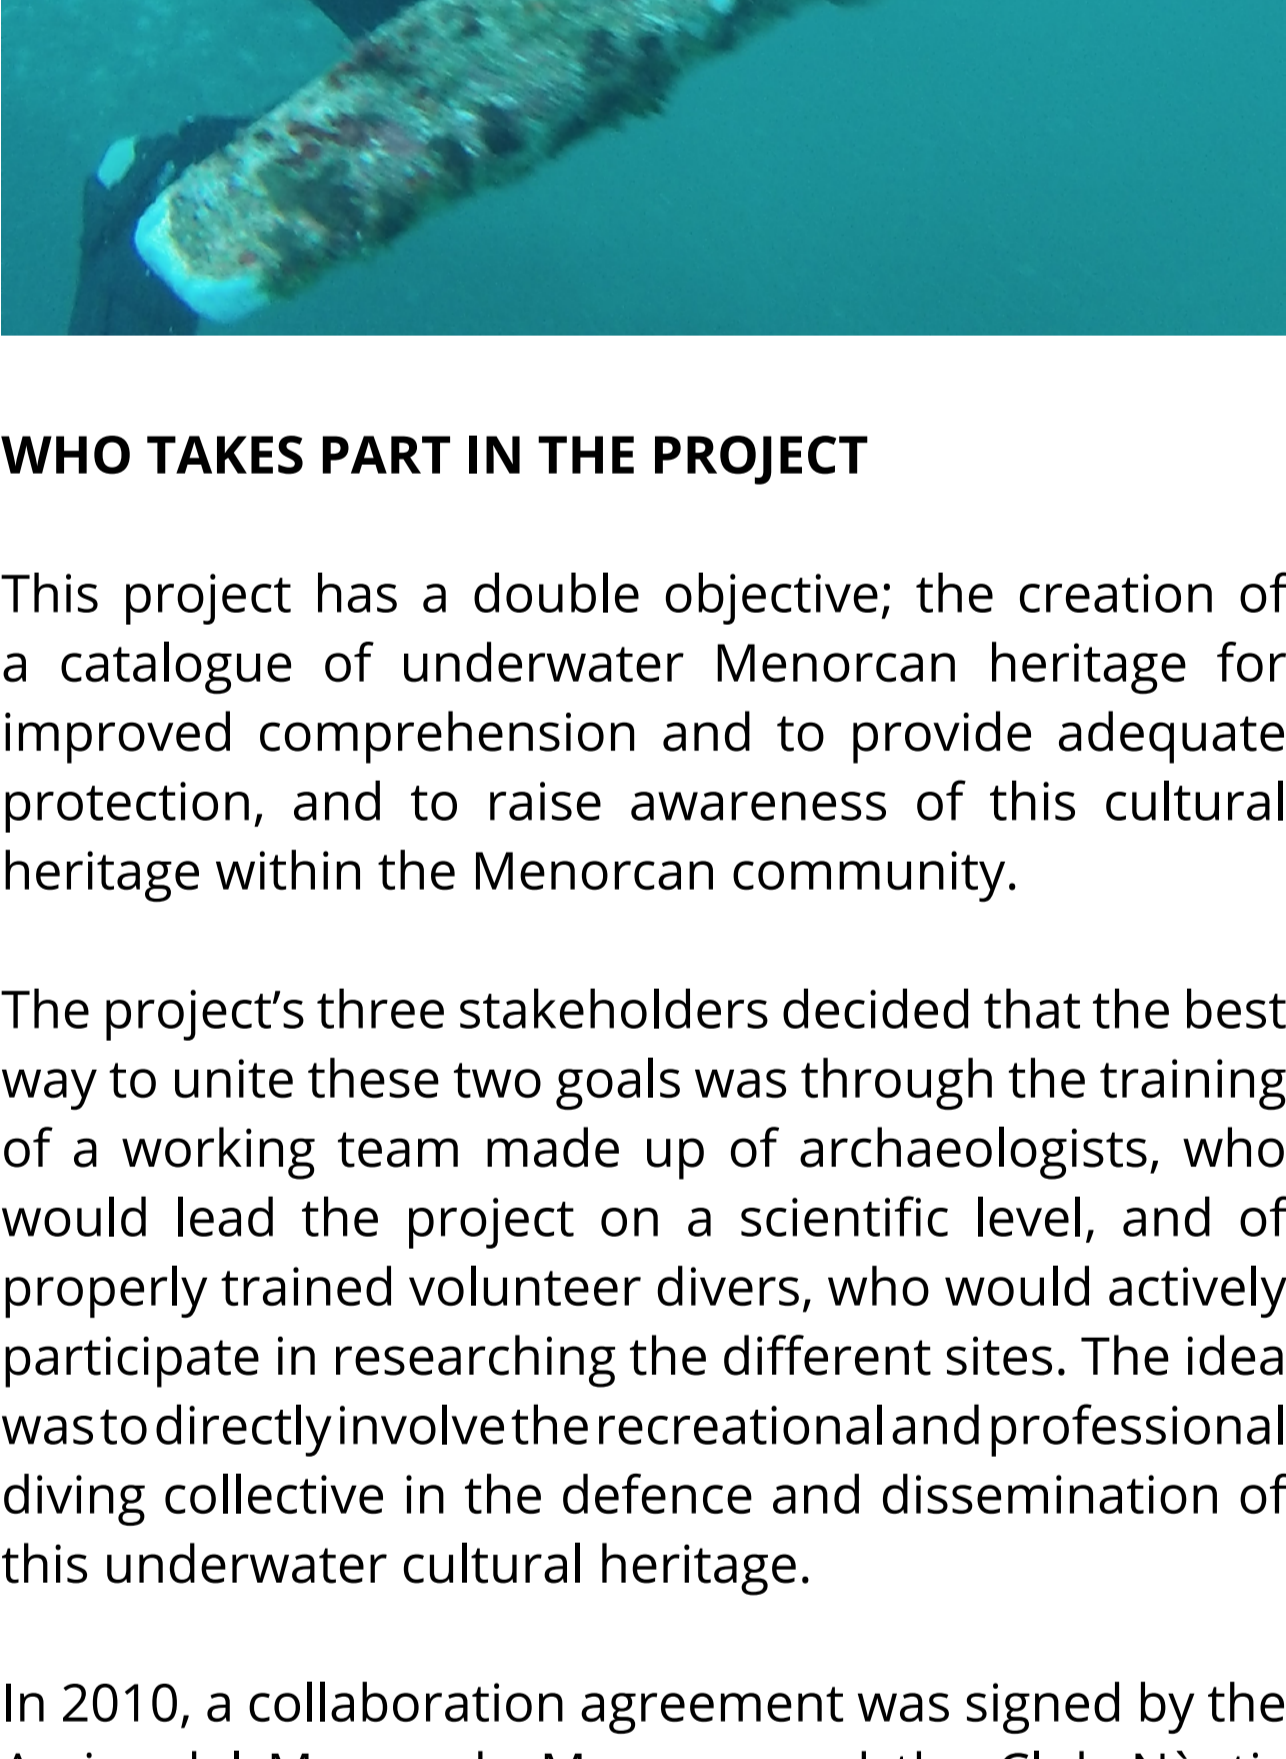 WHO TAKES PART IN THE PROJECT
This project has a double objective; the creation of
a catalogue of underwater Menorcan heritage for
improved comprehension and to provide adequate
protection, and to raise awareness of this cultural
heritage within the Menorcan community.
The project’s three stakeholders decided that the best
way to unite these two goals was through the training
of a working team made up of archaeologists, who
would lead the project on a scientific level, and of
properly trained volunteer divers, who would actively
participate in researching the different sites. The idea
was to directly involve the recreational and professional
diving collective in the defence and dissemination of
this underwater cultural heritage.
In 2010, a collaboration agreement was signed by the